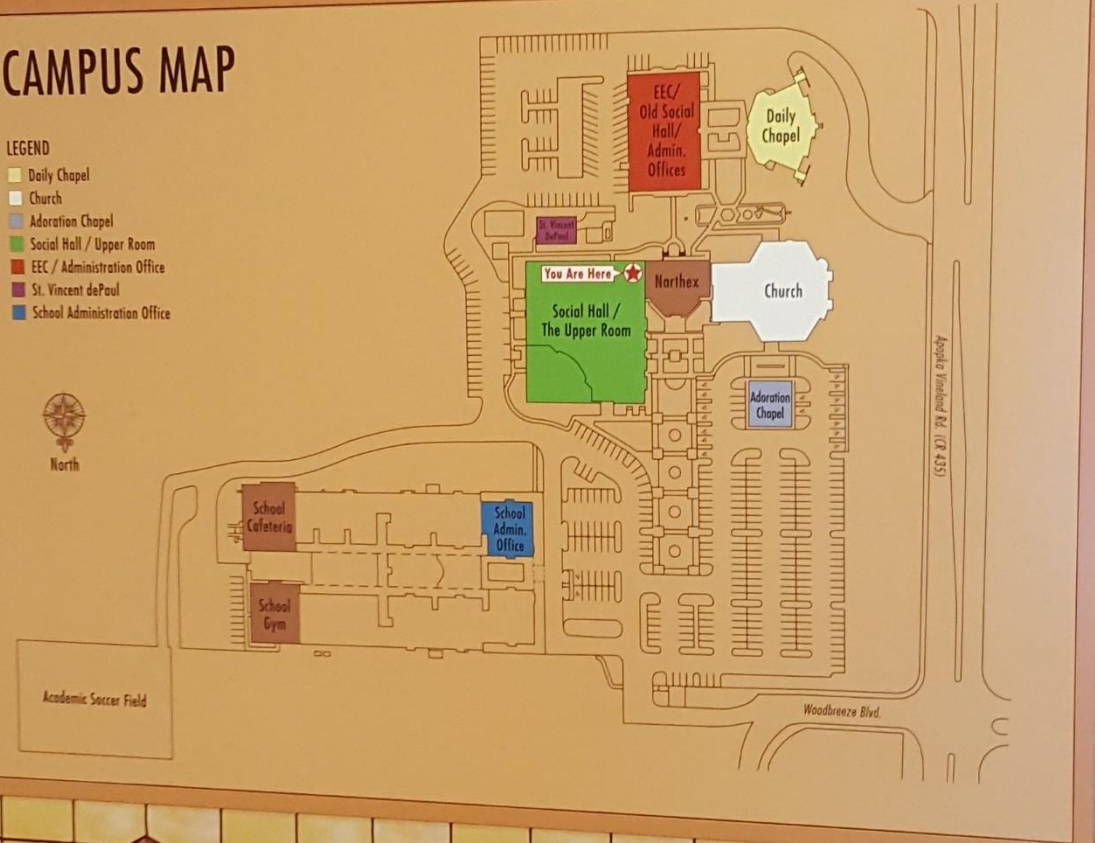 CAMPUS MAP
LEGEND
Daily Chapel
Church
Adoration Chapel
Social Hall / Upper Room
EEC / Administration Office
St. Vincent dePaul
School Administration Office
North
EEC/
Old Social
Hall/
Admin.
Offices
Daily
Chapel
St. Vincent
DePaul
You Are Here
Narthex
Church
Social Hall /
The Upper Room
Adoration
Chapel
Apopka Vineland Rd. (CR 435)
School
Cafeteria
School
Admin.
Office
School
Gym
Academic Soccer Field
Woodbreeze Blvd.